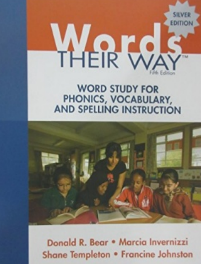 SILVER
EDITION
Words
THEIR WAY™
Fifth Edition
WORD STUDY FOR
PHONICS, VOCABULARY,
AND SPELLING INSTRUCTION
Donald R. Bear • Marcia Invernizzi
Shane Templeton • Francine Johnston